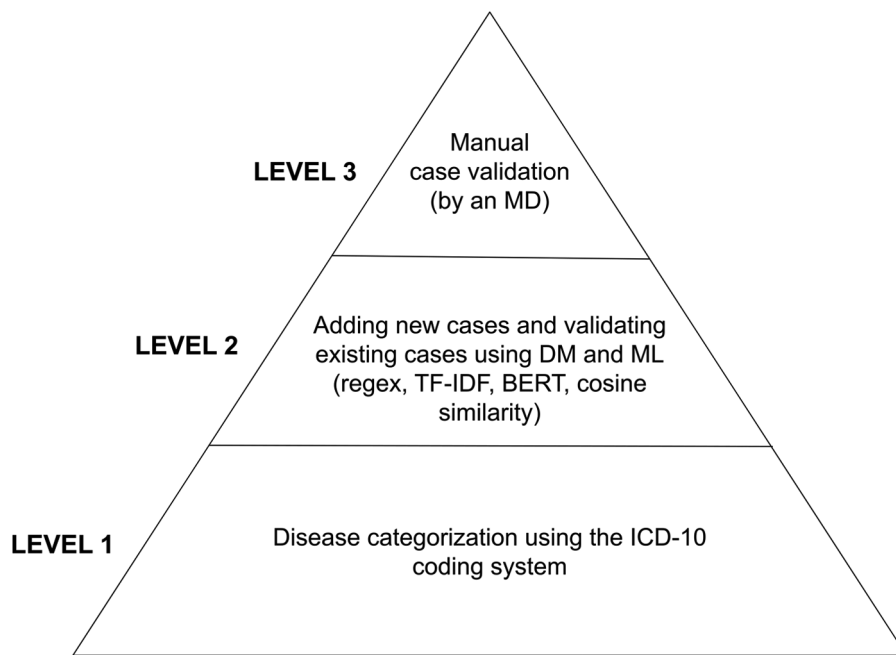 Manual
case validation
(by an MD)
LEVEL 3
Adding new cases and validating
existing cases using DM and ML
(regex, TF-IDF, BERT, cosine
similarity)
LEVEL 2
Disease categorization using the ICD-10
coding system
LEVEL 1